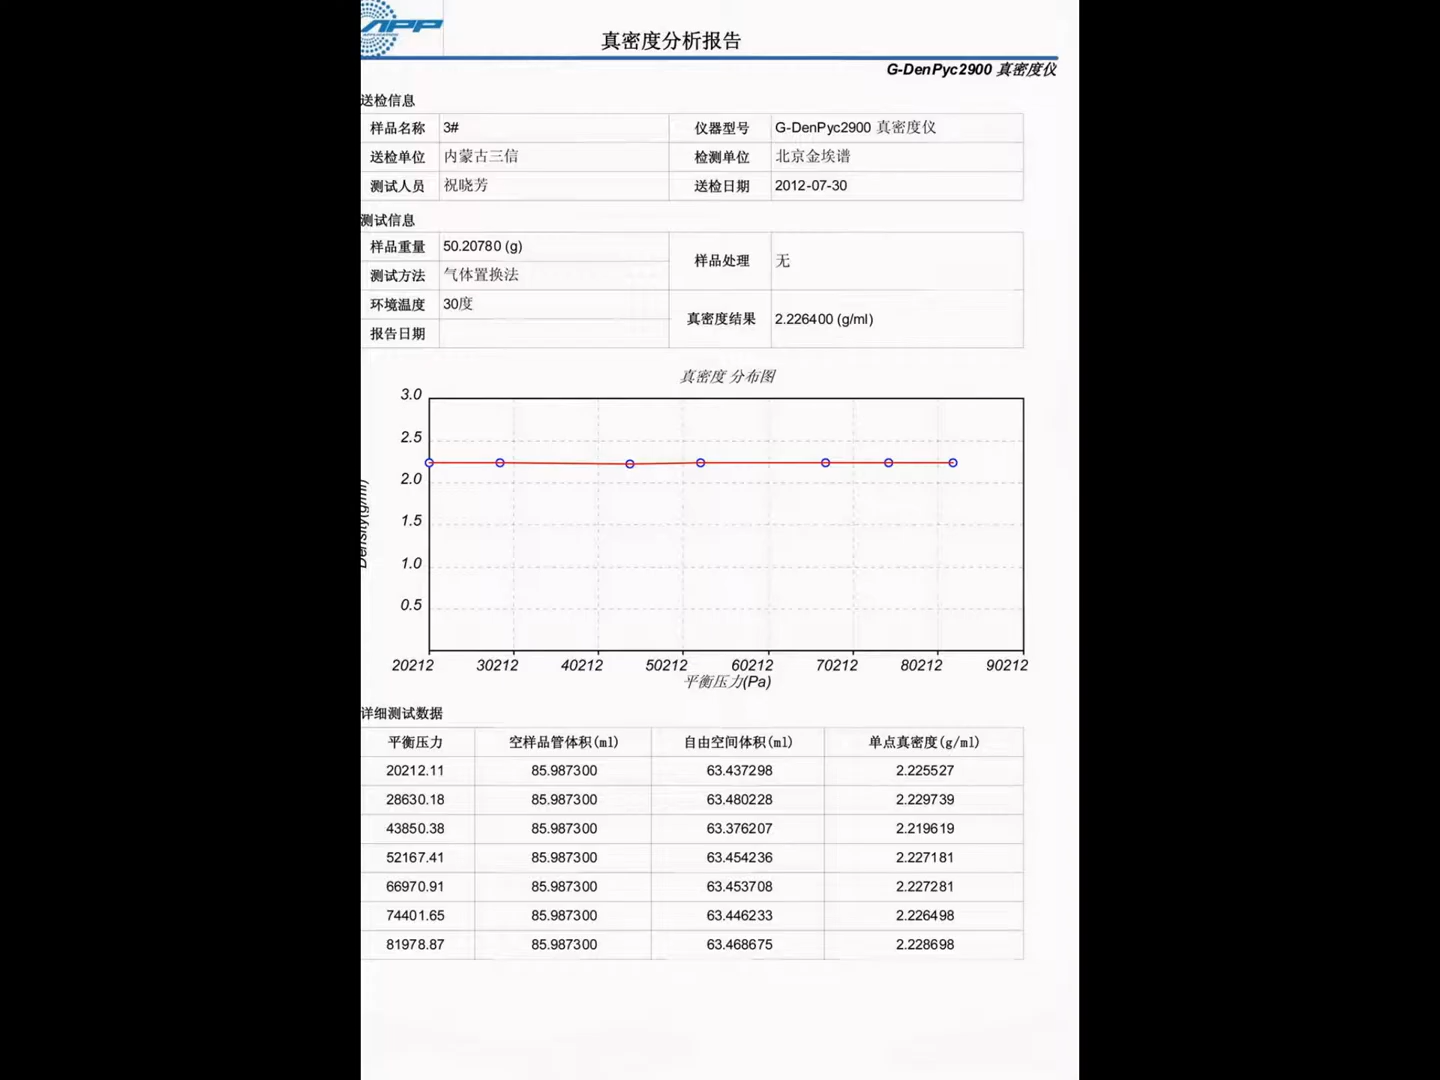 APP
真密度分析报告
G-DenPyc2900 真密度仪
送检信息
样品名称 3# 仪器型号 G-DenPyc2900 真密度仪
送检单位 内蒙古三信 检测单位 北京金埃谱
测试人员 祝晓芳 送检日期 2012-07-30
测试信息
样品重量 50.20780 (g) 样品处理 无
测试方法 气体置换法
环境温度 30度 真密度结果 2.226400 (g/ml)
报告日期
真密度 分布图
3.0
2.5
2.0
1.5
1.0
0.5
Density(g/ml)
20212 30212 40212 50212 60212 70212 80212 90212
平衡压力(Pa)
详细测试数据
平衡压力 空样品管体积(ml) 自由空间体积(ml) 单点真密度(g/ml)
20212.11 85.987300 63.437298 2.225527
28630.18 85.987300 63.480228 2.229739
43850.38 85.987300 63.376207 2.219619
52167.41 85.987300 63.454236 2.227181
66970.91 85.987300 63.453708 2.227281
74401.65 85.987300 63.446233 2.226498
81978.87 85.987300 63.468675 2.228698